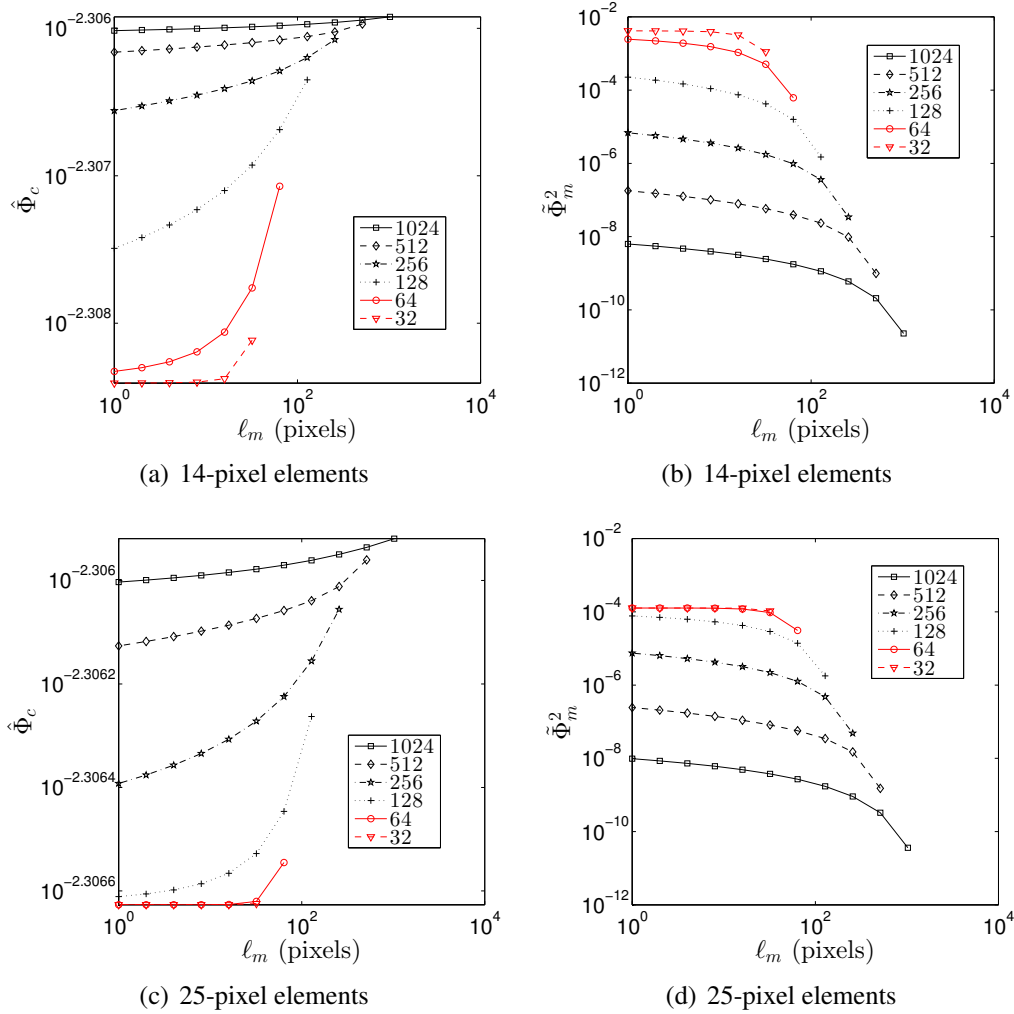 10^-2.306
10^-2.307
10^-2.308
Φ̂_c
1024
512
256
128
64
32
10^0 10^2 10^4
ℓ_m (pixels)
(a) 14-pixel elements
10^-2
10^-4
10^-6
10^-8
10^-10
10^-12
Φ̃_m^2
1024
512
256
128
64
32
10^0 10^2 10^4
ℓ_m (pixels)
(b) 14-pixel elements
10^-2.306
10^-2.3062
10^-2.3064
10^-2.3066
Φ̂_c
1024
512
256
128
64
32
10^0 10^2 10^4
ℓ_m (pixels)
(c) 25-pixel elements
10^-2
10^-4
10^-6
10^-8
10^-10
10^-12
Φ̃_m^2
1024
512
256
128
64
32
10^0 10^2 10^4
ℓ_m (pixels)
(d) 25-pixel elements